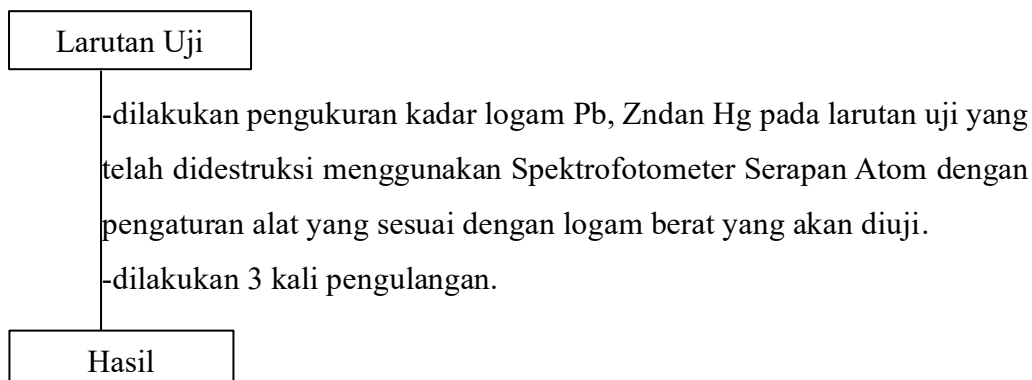 Larutan Uji
-dilakukan pengukuran kadar logam Pb, Zndan Hg pada larutan uji yang
telah didestruksi menggunakan Spektrofotometer Serapan Atom dengan
pengaturan alat yang sesuai dengan logam berat yang akan diuji.
-dilakukan 3 kali pengulangan.
Hasil